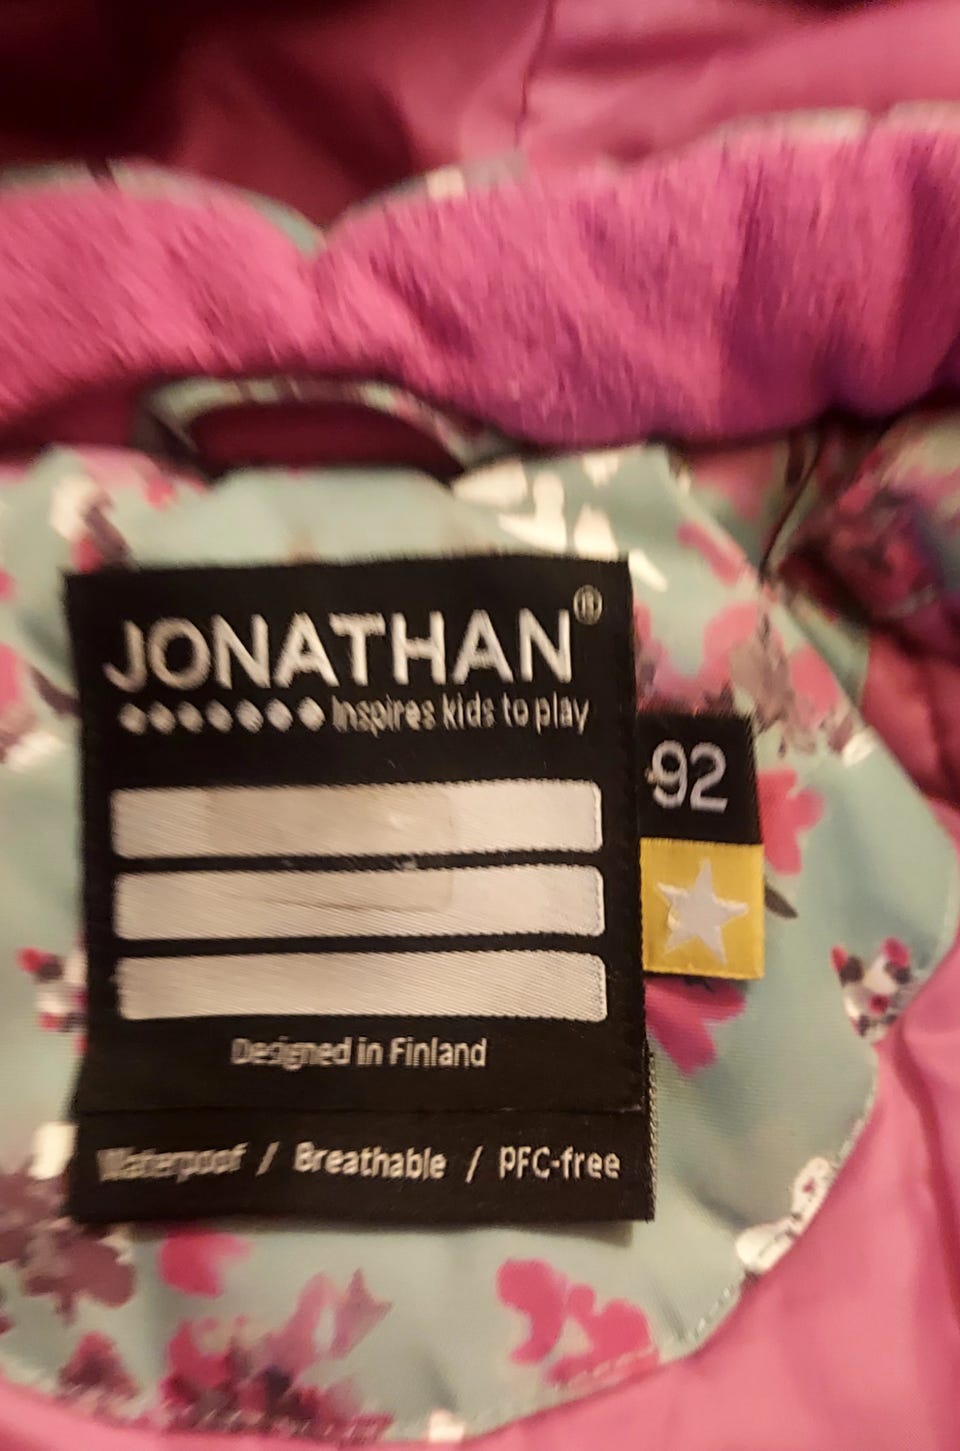 JONATHAN®
Inspires kids to play
92
Designed in Finland
Waterproof / Breathable / PFC-free